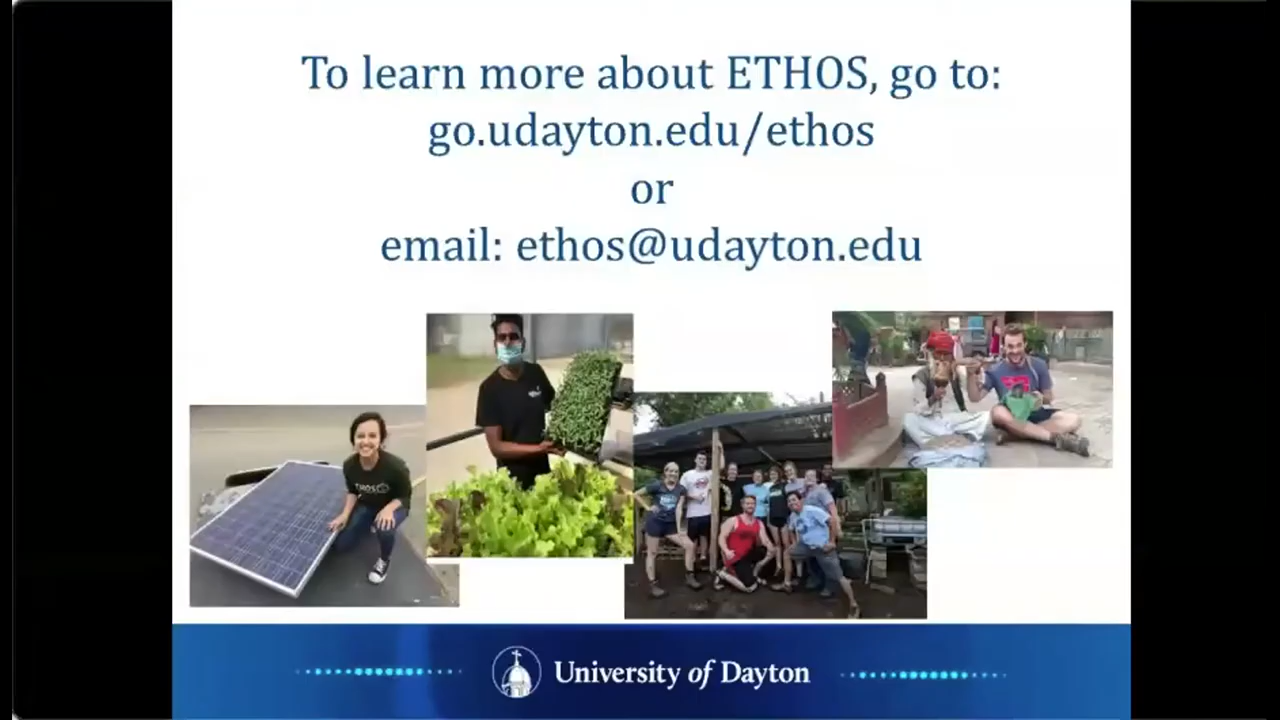 To learn more about ETHOS, go to:
go.udayton.edu/ethos
or
email: ethos@udayton.edu
ETHOS
University of Dayton